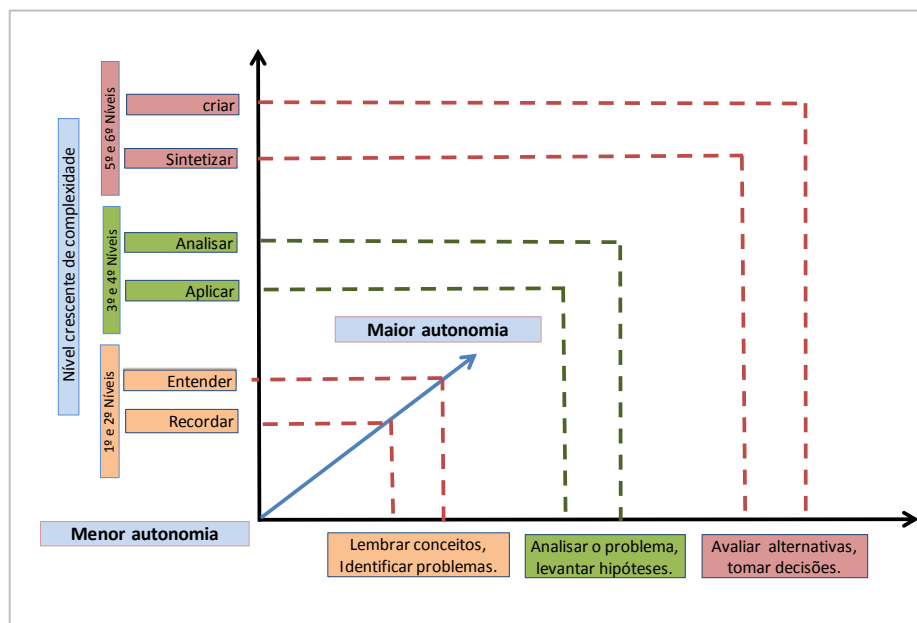 Nível crescente de complexidade
5º e 6º Níveis
criar
Sintetizar
3º e 4º Níveis
Analisar
Aplicar
1º e 2º Níveis
Entender
Recordar
Maior autonomia
Menor autonomia
Lembrar conceitos,
Identificar problemas.
Analisar o problema,
levantar hipóteses.
Avaliar alternativas,
tomar decisões.